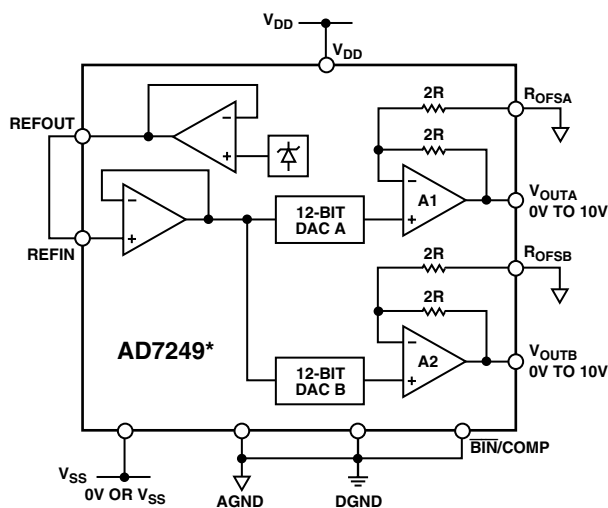 VDD
VDD
2R
ROFSA
REFOUT
2R
A1
VOUTA
0V TO 10V
12-BIT
DAC A
REFIN
2R
ROFSB
2R
AD7249*
A2
12-BIT
DAC B
VOUTB
0V TO 10V
VSS
0V OR VSS
AGND
DGND
BIN/COMP